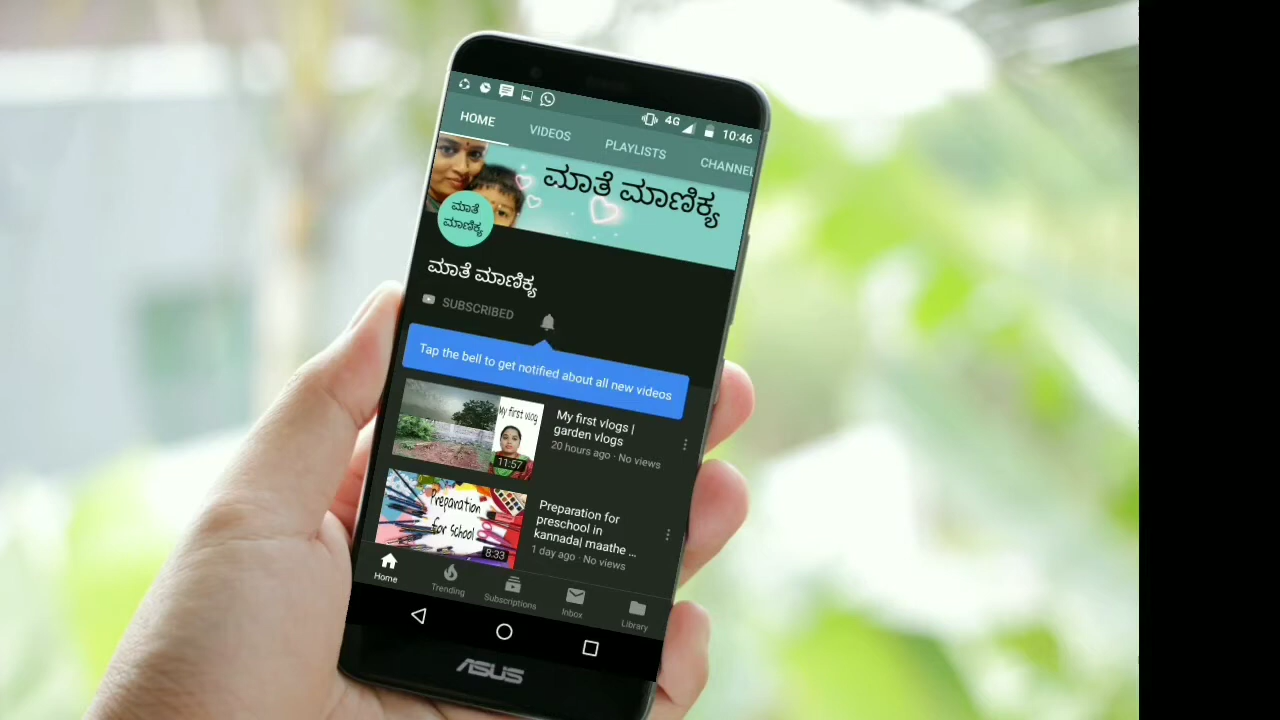 4G 10:46
HOME VIDEOS PLAYLISTS CHANNEL
ಮಾತೆ ಮಾಣಿಕ್ಯ
ಮಾತೆ
ಮಾಣಿಕ್ಯ
ಮಾತೆ ಮಾಣಿಕ್ಯ
SUBSCRIBED
Tap the bell to get notified about all new videos
My first vlog
11:57
My first vlogs |
garden vlogs
20 hours ago · No views
Preparation
for school
8:33
Preparation for
preschool in
kannada| maathe ...
1 day ago · No views
Home Trending Subscriptions Inbox Library
ASUS